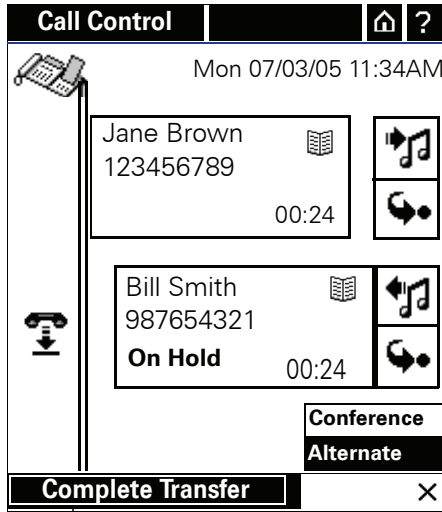 Call Control ?
Mon 07/03/05 11:34AM
Jane Brown
123456789
00:24
Bill Smith
987654321
On Hold 00:24
Conference
Alternate
Complete Transfer